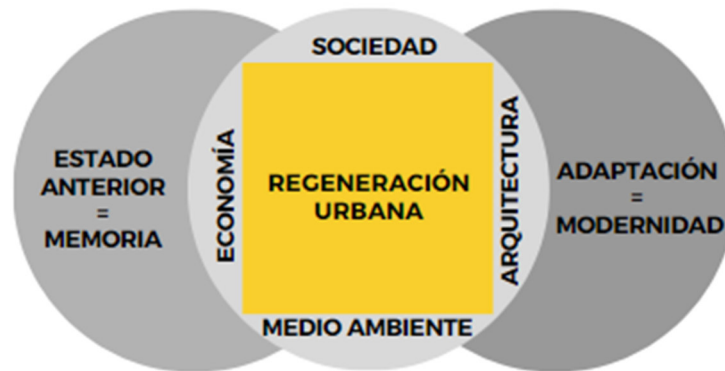 SOCIEDAD
ESTADO
ANTERIOR
=
MEMORIA
ECONOMÍA
REGENERACIÓN
URBANA
ARQUITECTURA
ADAPTACIÓN
=
MODERNIDAD
MEDIO AMBIENTE